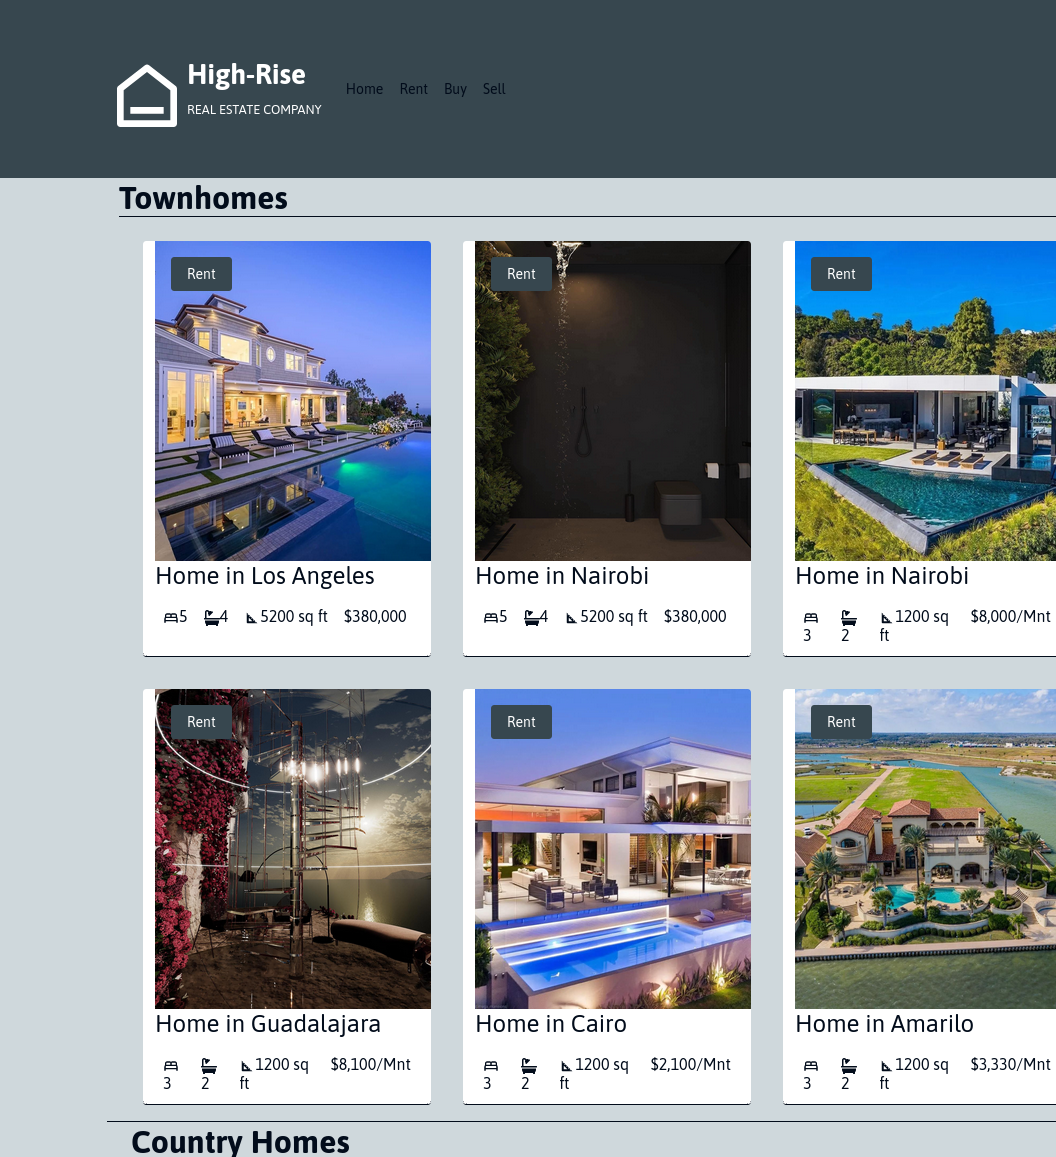 High-Rise
REAL ESTATE COMPANY
Home Rent Buy Sell
Townhomes
Rent
Rent
Rent
Home in Los Angeles
5 4 5200 sq ft $380,000
Home in Nairobi
5 4 5200 sq ft $380,000
Home in Nairobi
3 2 1200 sq ft $8,000/Mnt
Rent
Rent
Rent
Home in Guadalajara
3 2 1200 sq ft $8,100/Mnt
Home in Cairo
3 2 1200 sq ft $2,100/Mnt
Home in Amarilo
3 2 1200 sq ft $3,330/Mnt
Country Homes